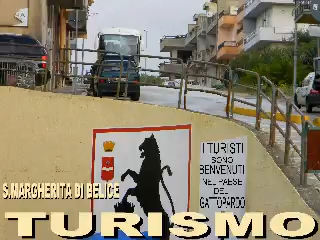 I TURISTI
SONO
BENVENUTI
NEL PAESE
DEL
GATTOPARDO
S.MARGHERITA DI BELICE
TURISMO